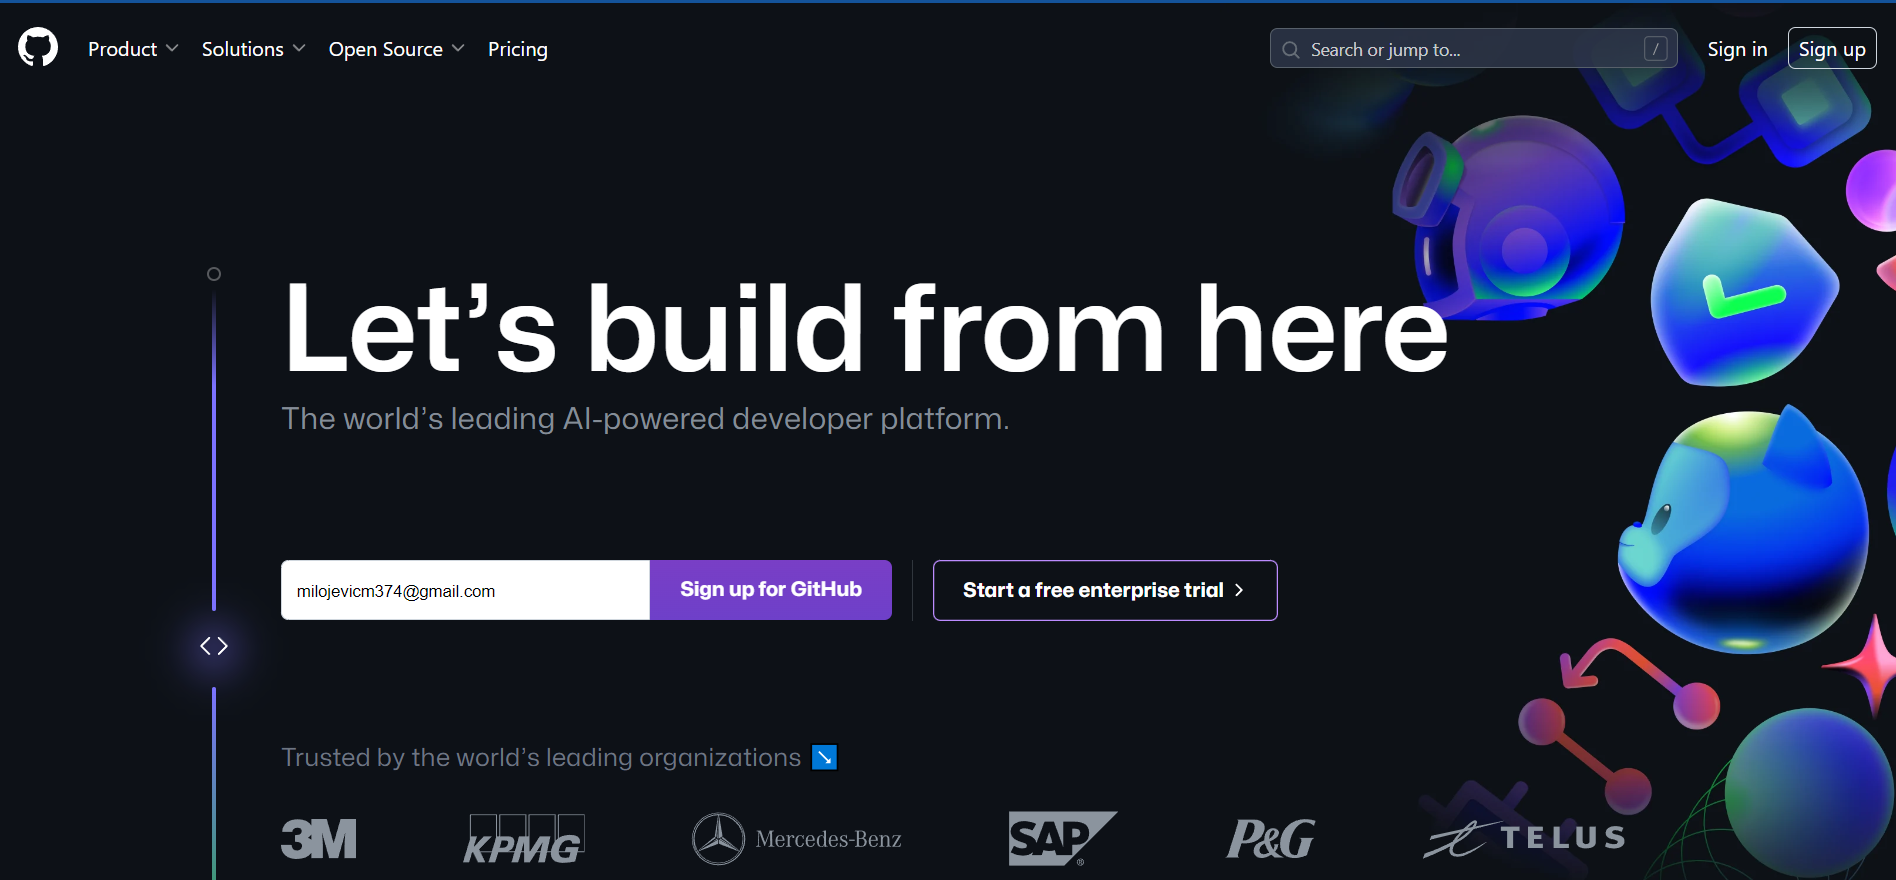 Product
Solutions
Open Source
Pricing
Search or jump to...
/
Sign in
Sign up
Let’s build from here
The world’s leading AI-powered developer platform.
milojevicm374@gmail.com
Sign up for GitHub
Start a free enterprise trial
Trusted by the world’s leading organizations
3M
KPMG
Mercedes-Benz
SAP®
P&G
TELUS